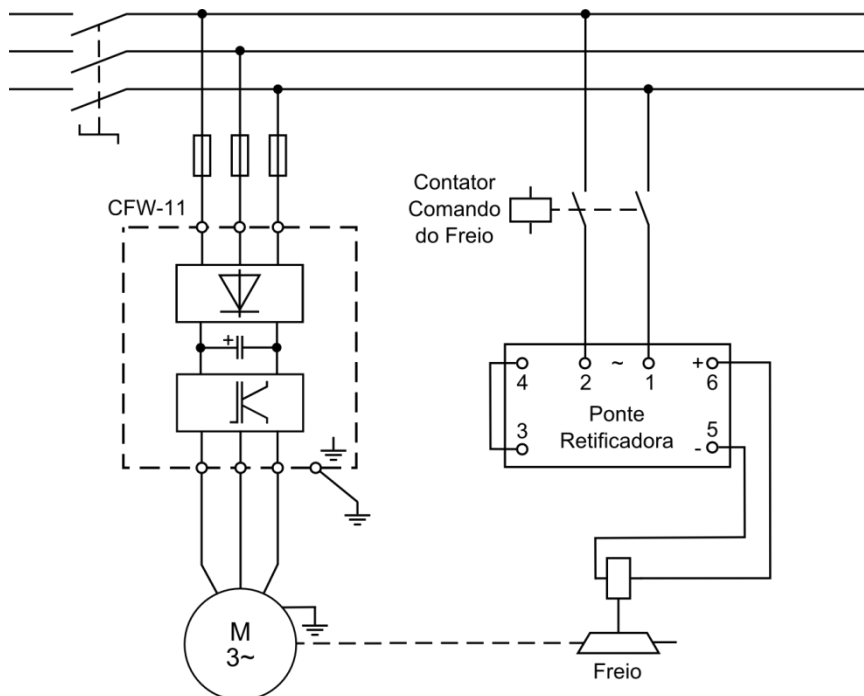 CFW-11
+
M
3~
Contator
Comando
do Freio
4 2 ~ 1 + 6
Ponte
Retificadora
3 5 -
Freio